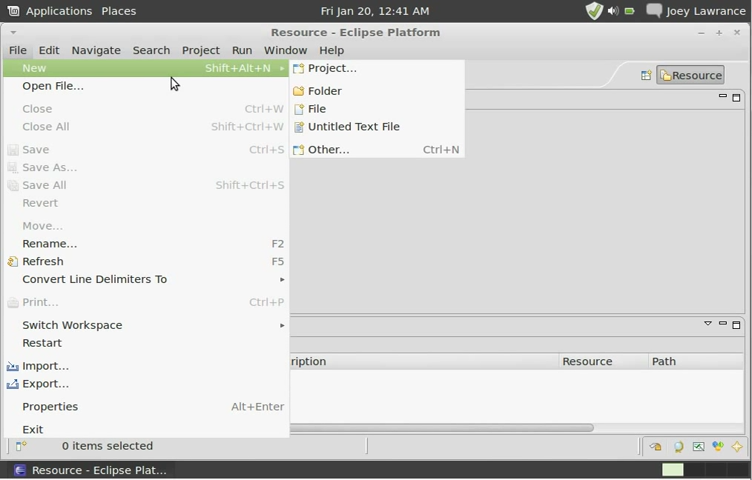 Applications Places Fri Jan 20, 12:41 AM Joey Lawrance
Resource - Eclipse Platform
File Edit Navigate Search Project Run Window Help
New Shift+Alt+N
Open File...
Close Ctrl+W
Close All Shift+Ctrl+W
Save Ctrl+S
Save As...
Save All Shift+Ctrl+S
Revert
Move...
Rename... F2
Refresh F5
Convert Line Delimiters To
Print... Ctrl+P
Switch Workspace
Restart
Import...
Export...
Properties Alt+Enter
Exit
Project...
Folder
File
Untitled Text File
Other... Ctrl+N
Resource
ription Resource Path
0 items selected
Resource - Eclipse Plat...